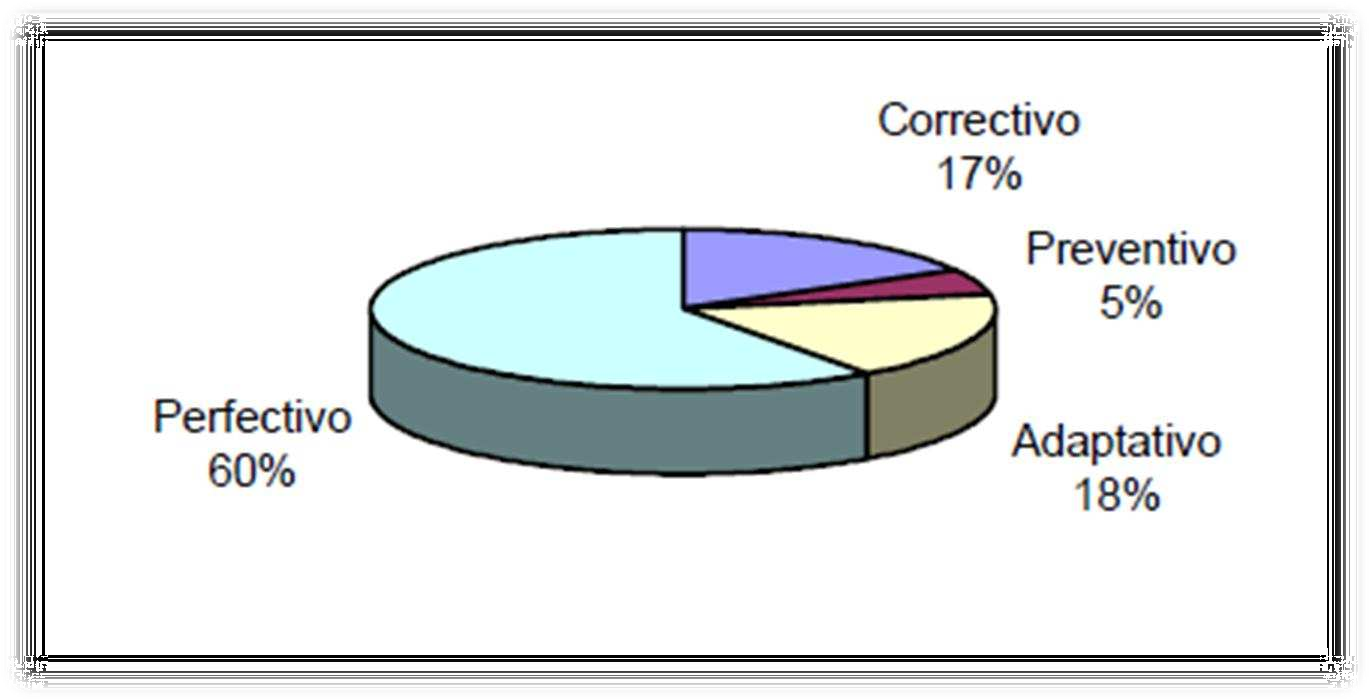 Correctivo
17%
Preventivo
5%
Perfectivo
60%
Adaptativo
18%